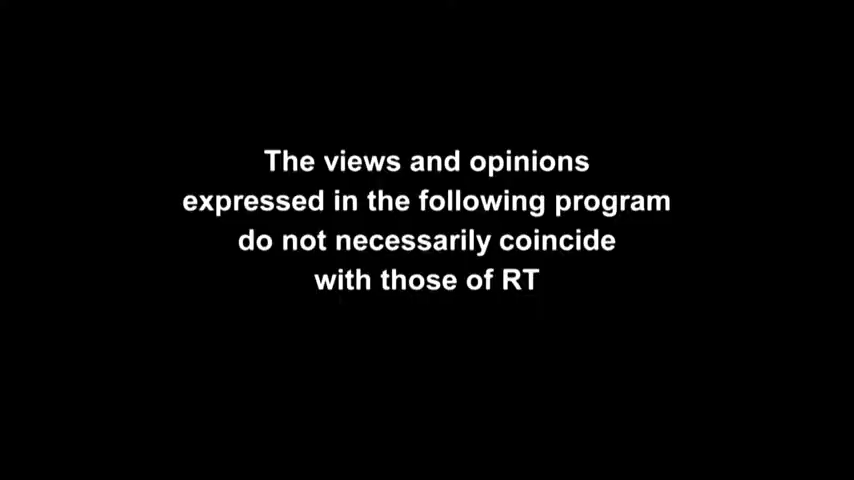 The views and opinions
expressed in the following program
do not necessarily coincide
with those of RT